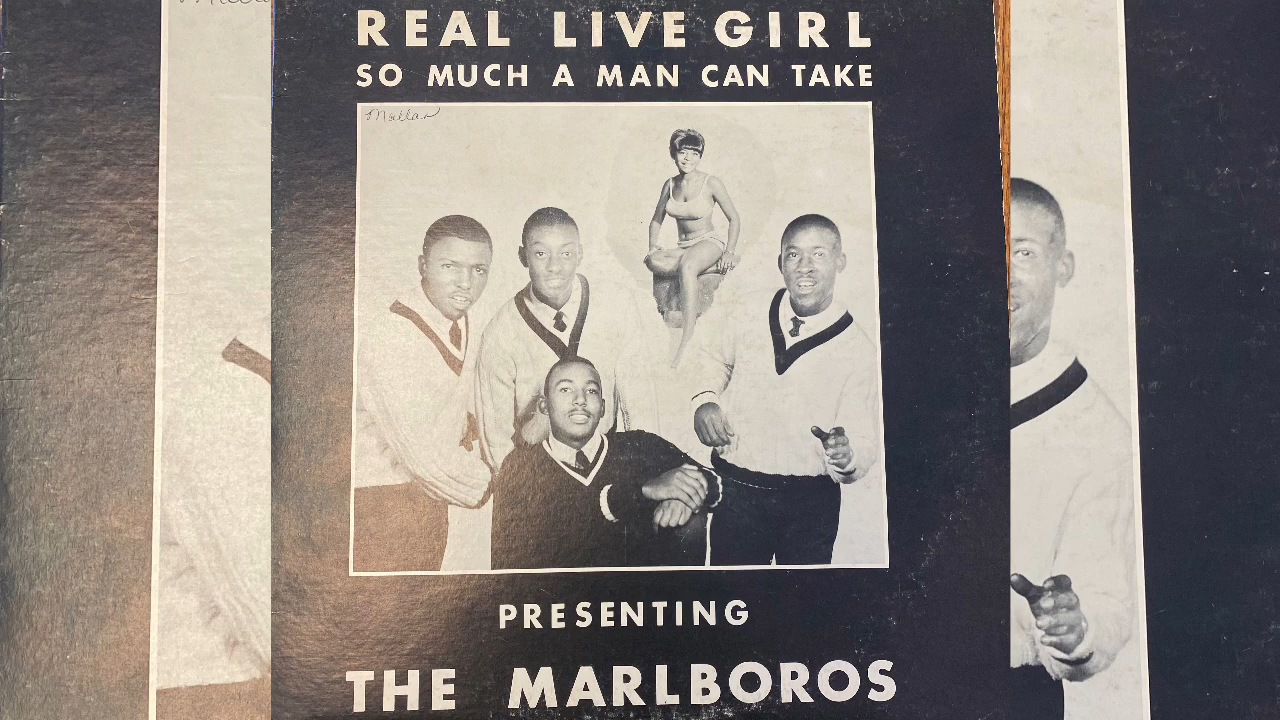 REAL LIVE GIRL
SO MUCH A MAN CAN TAKE
PRESENTING
THE MARLBOROS